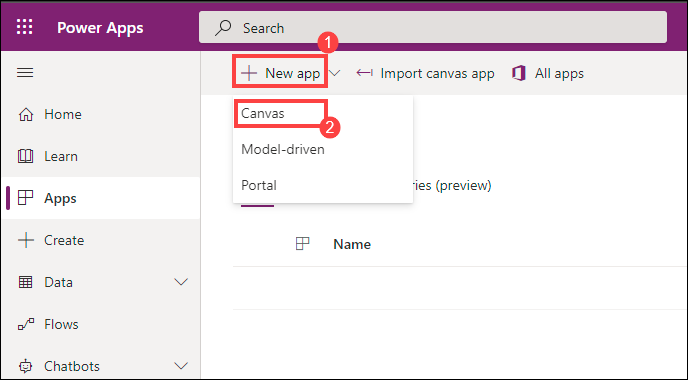 Power Apps
Search
1
New app
Import canvas app
All apps
Home
Learn
Apps
Create
Data
Flows
Chatbots
Canvas
2
Model-driven
Portal
(preview)
Name